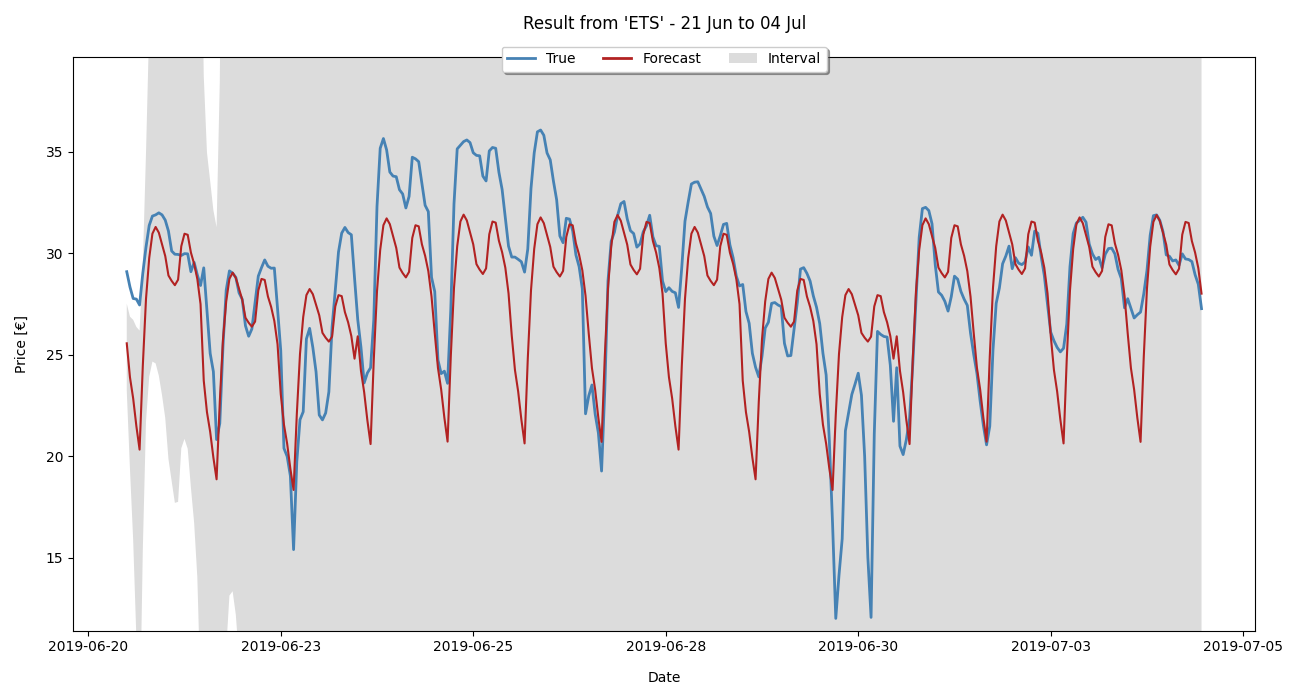 Result from 'ETS' - 21 Jun to 04 Jul
True Forecast Interval
35
30
25
20
15
Price [€]
2019-06-20 2019-06-23 2019-06-25 2019-06-28 2019-06-30 2019-07-03 2019-07-05
Date